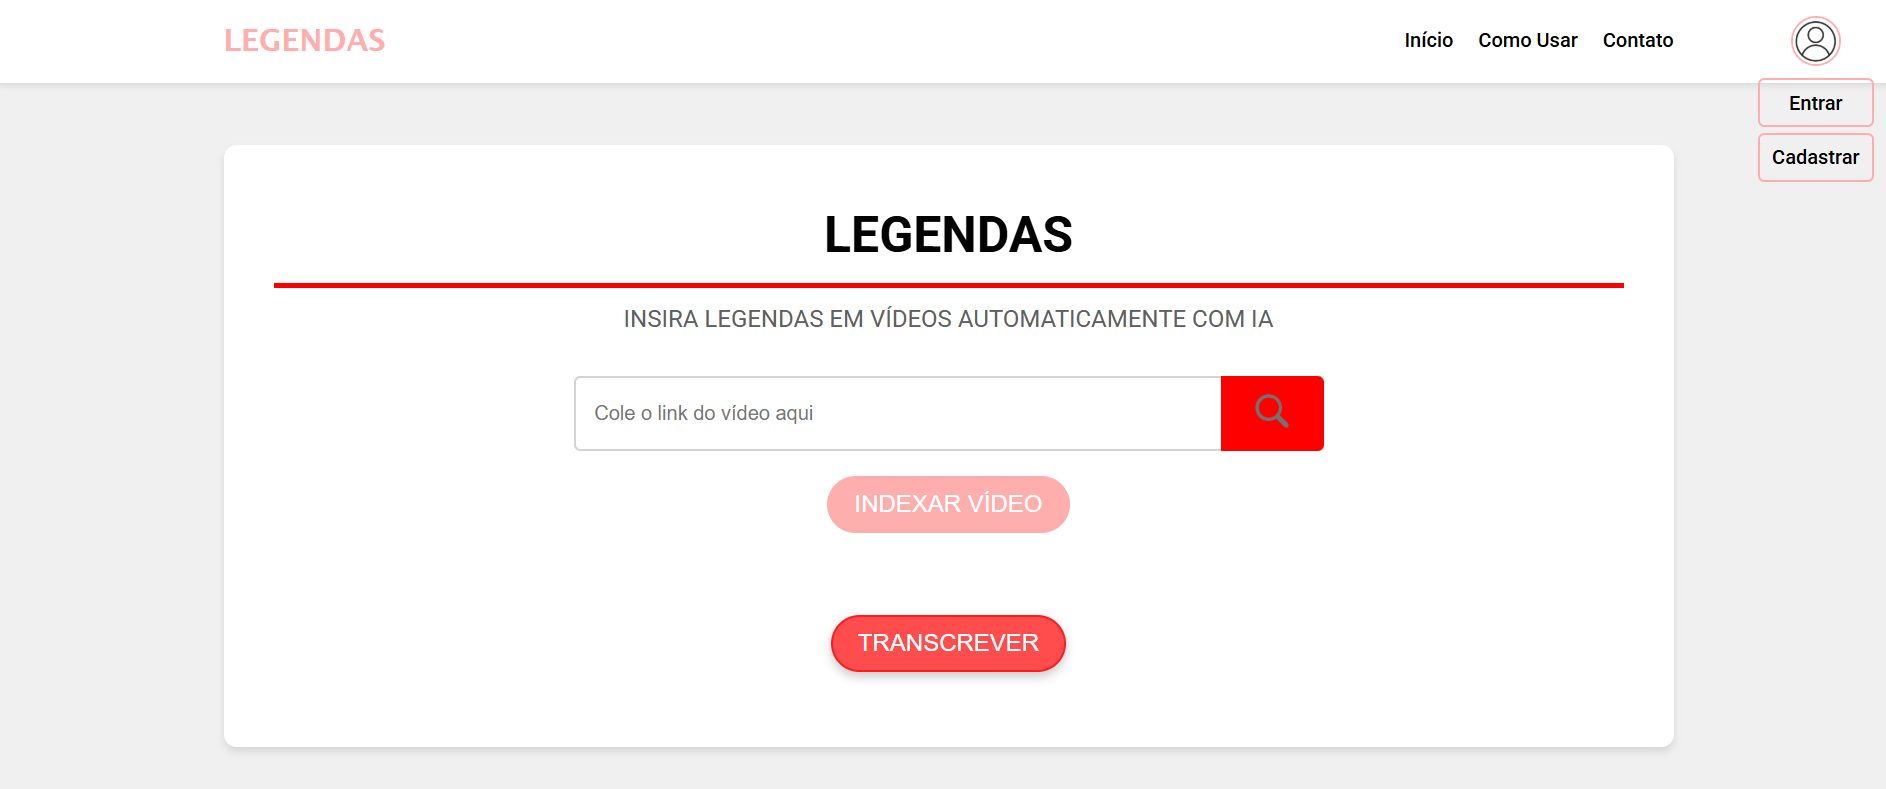 LEGENDAS
Início Como Usar Contato
Entrar
Cadastrar
LEGENDAS
INSIRA LEGENDAS EM VÍDEOS AUTOMATICAMENTE COM IA
Cole o link do vídeo aqui
INDEXAR VÍDEO
TRANSCREVER